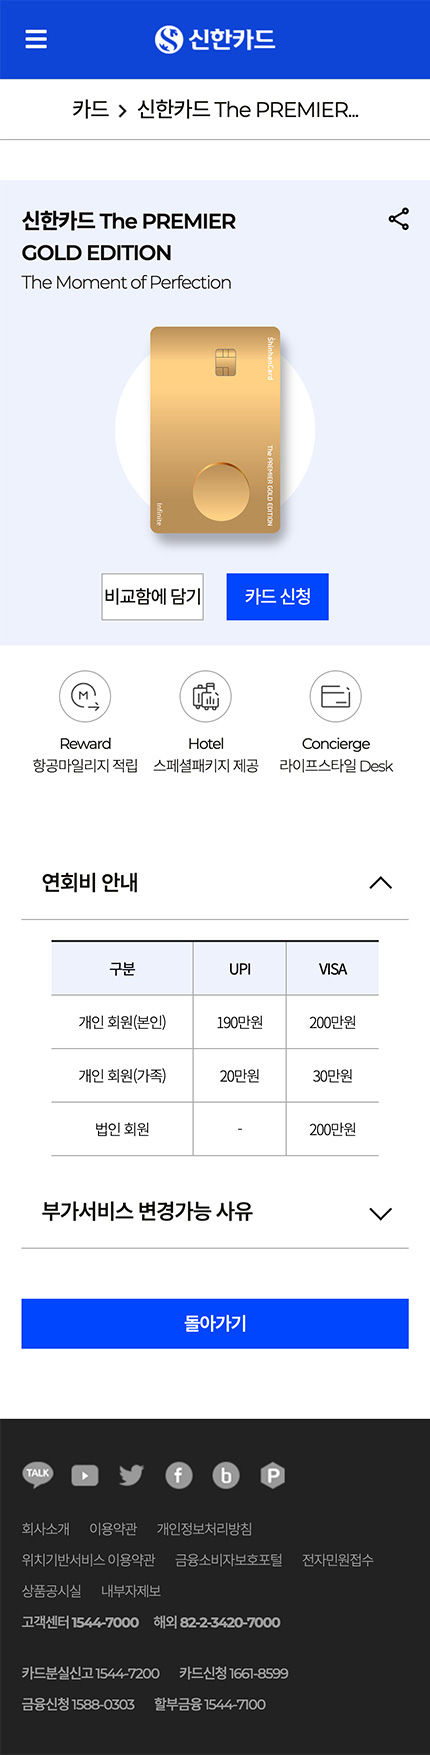 신한카드
카드 > 신한카드 The PREMIER...
신한카드 The PREMIER
GOLD EDITION
The Moment of Perfection
ShinhanCard
The PREMIER GOLD EDITION
Infinite
비교함에 담기
카드 신청
Reward
항공마일리지 적립
Hotel
스페셜패키지 제공
Concierge
라이프스타일 Desk
연회비 안내
구분 UPI VISA
개인 회원(본인) 190만원 200만원
개인 회원(가족) 20만원 30만원
법인 회원 - 200만원
부가서비스 변경가능 사유
돌아가기
TALK
회사소개 이용약관 개인정보처리방침
위치기반서비스 이용약관 금융소비자보호포털 전자민원접수
상품공시실 내부자제보
고객센터 1544-7000 해외 82-2-3420-7000
카드분실신고 1544-7200 카드신청 1661-8599
금융신청 1588-0303 할부금융 1544-7100